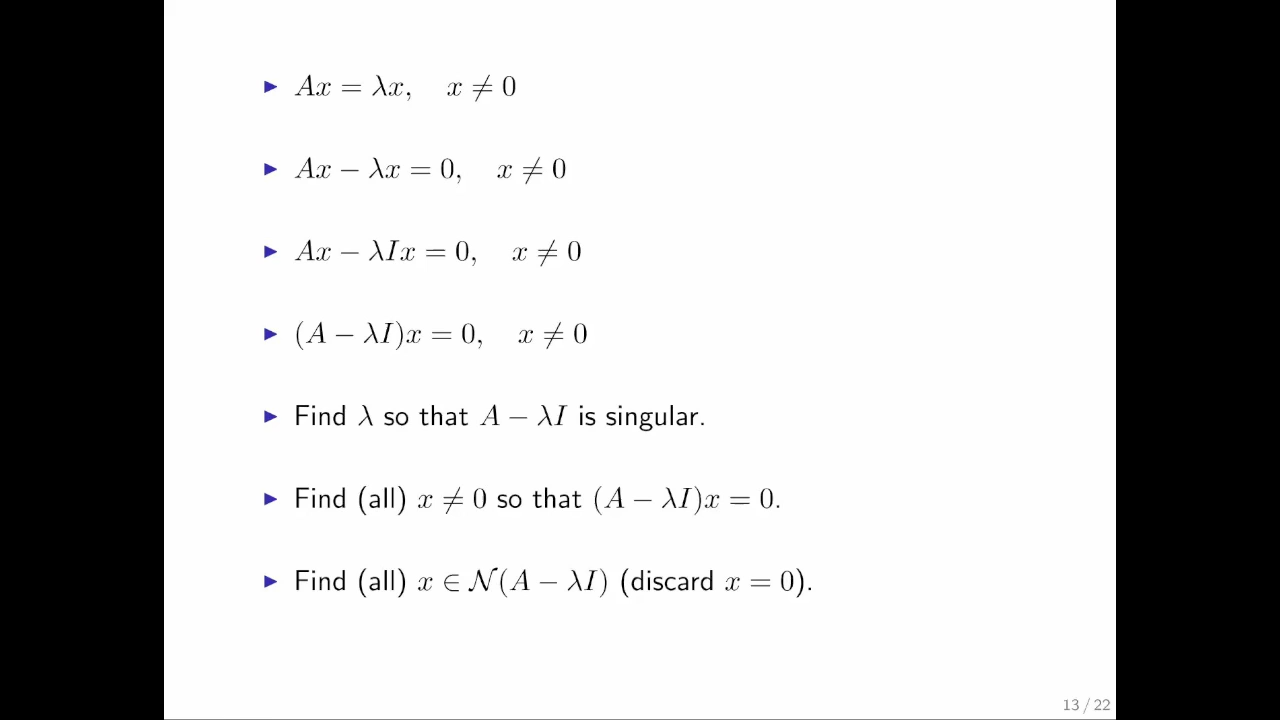 ▶ Ax = λx, x ≠ 0
▶ Ax − λx = 0, x ≠ 0
▶ Ax − λIx = 0, x ≠ 0
▶ (A − λI)x = 0, x ≠ 0
▶ Find λ so that A − λI is singular.
▶ Find (all) x ≠ 0 so that (A − λI)x = 0.
▶ Find (all) x ∈ 𝒩(A − λI) (discard x = 0).
13 / 22